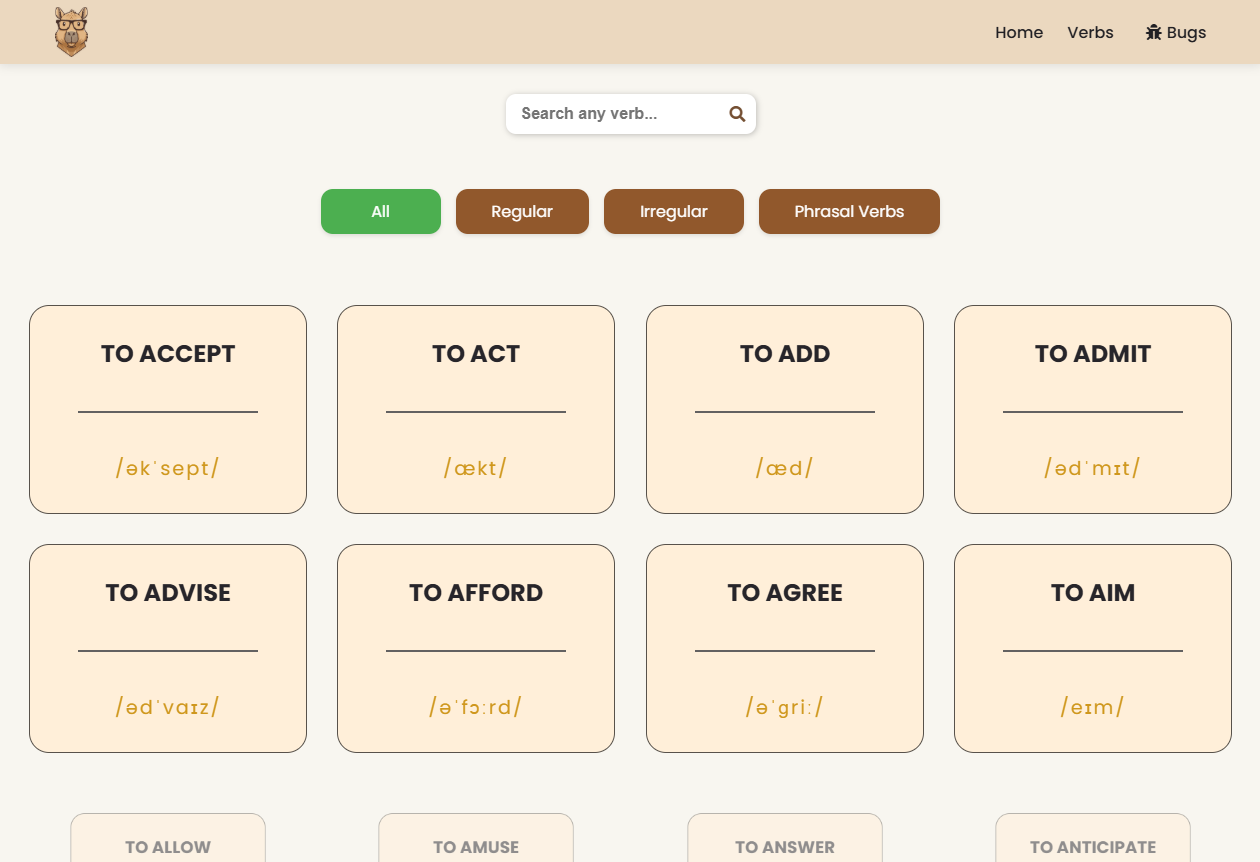 Home Verbs Bugs
Search any verb...
All Regular Irregular Phrasal Verbs
TO ACCEPT TO ACT TO ADD TO ADMIT
/əkˈsept/ /ækt/ /æd/ /ədˈmɪt/
TO ADVISE TO AFFORD TO AGREE TO AIM
/ədˈvaɪz/ /əˈfɔːrd/ /əˈɡriː/ /eɪm/
TO ALLOW TO AMUSE TO ANSWER TO ANTICIPATE